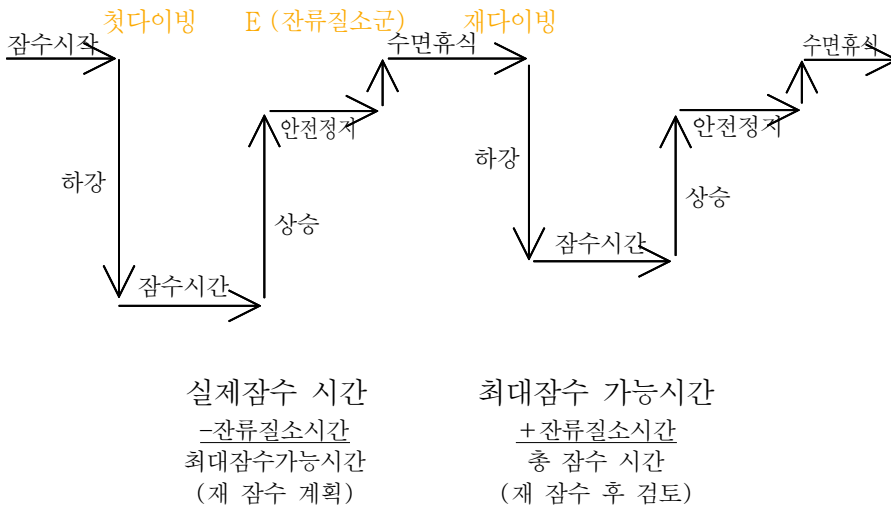 첫다이빙 E (잔류질소군) 재다이빙
잠수시작 수면휴식 수면휴식
안전정지 안전정지
하강 하강
상승 상승
잠수시간 잠수시간
실제잠수 시간
-잔류질소시간
최대잠수가능시간
(재 잠수 계획)
최대잠수 가능시간
+잔류질소시간
총 잠수 시간
(재 잠수 후 검토)